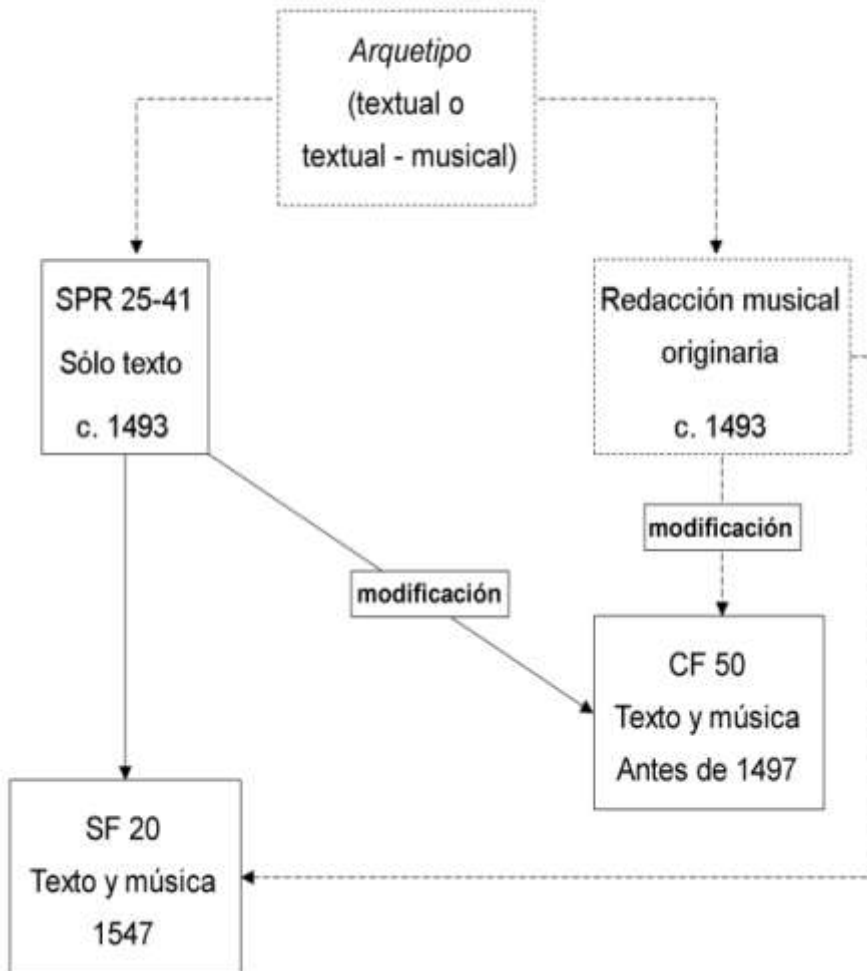 Arquetipo
(textual o
textual - musical)
SPR 25-41
Sólo texto
c. 1493
Redacción musical
originaria
c. 1493
modificación
modificación
CF 50
Texto y música
Antes de 1497
SF 20
Texto y música
1547